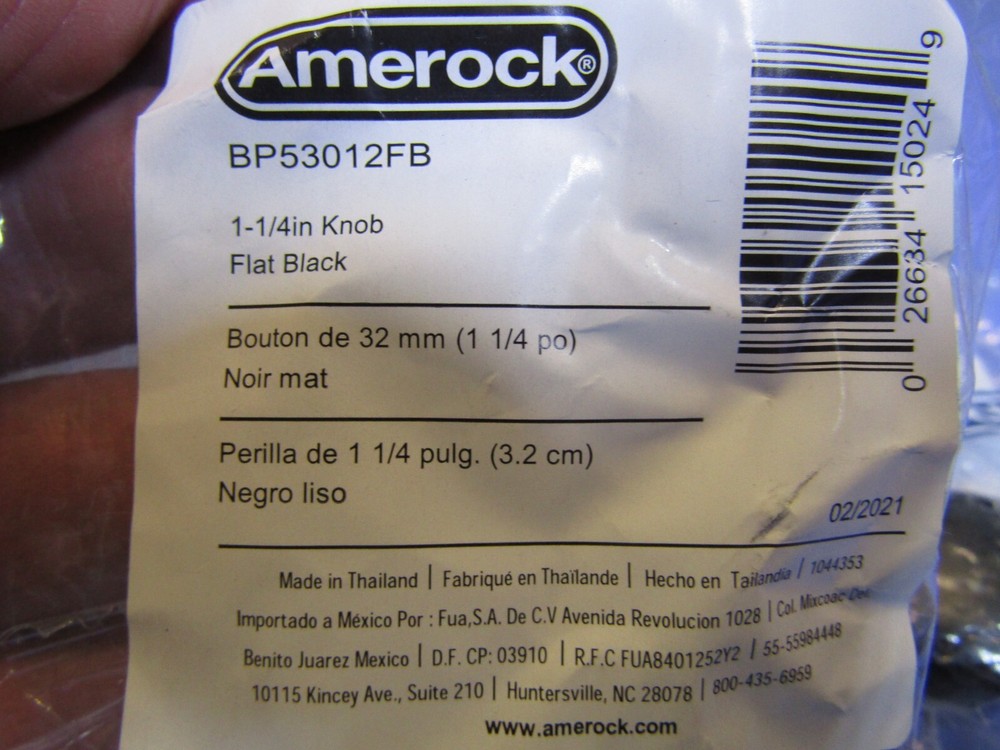 Amerock®
BP53012FB
1-1/4in Knob
Flat Black
Bouton de 32 mm (1 1/4 po)
Noir mat
Perilla de 1 1/4 pulg. (3.2 cm)
Negro liso
02/2021
Made in Thailand | Fabriqué en Thaïlande | Hecho en Tailandia / 1044353
Importado a México Por : Fua,S.A. De C.V Avenida Revolucion 1028 | Col. Mixcoac
Benito Juarez Mexico | D.F. CP: 03910 | R.F.C FUA8401252Y2 / 55-55984448
10115 Kincey Ave., Suite 210 | Huntersville, NC 28078 | 800-435-6959
www.amerock.com
0 26634 15024 9